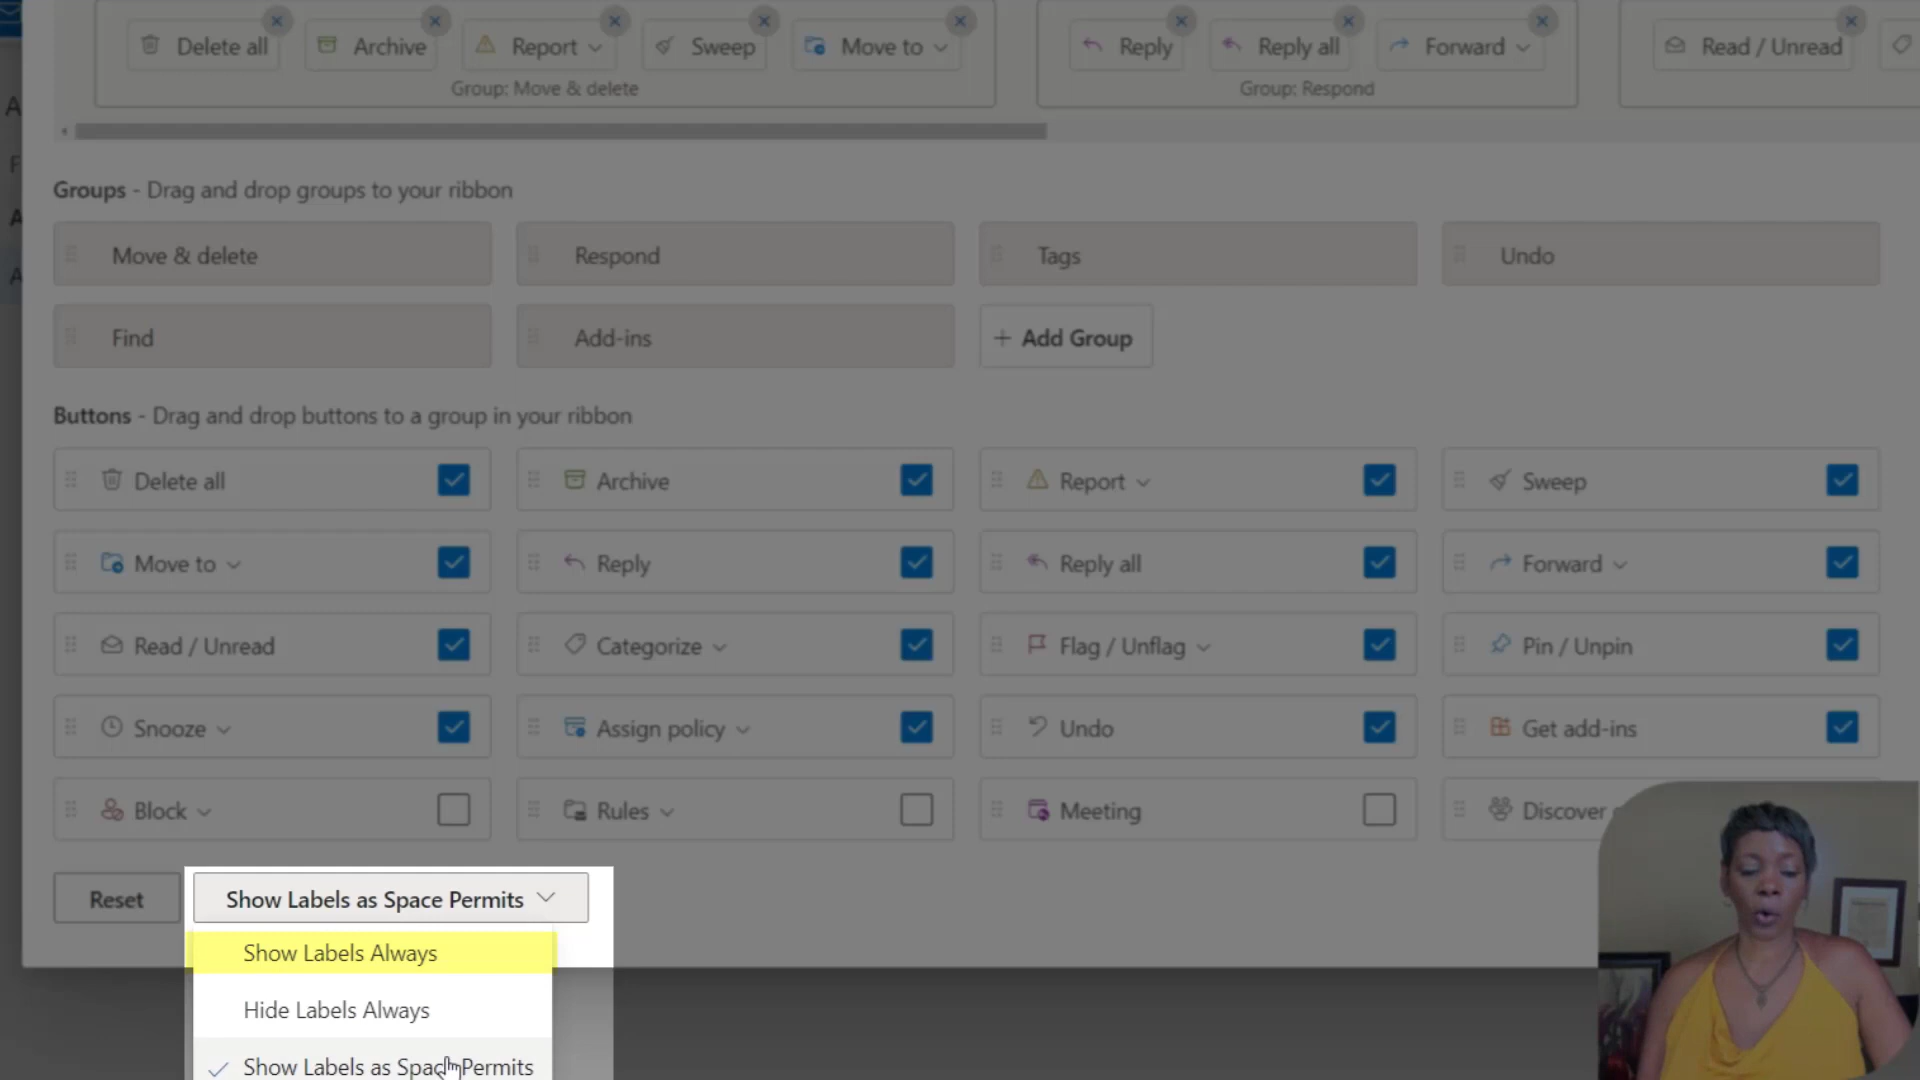 Delete all Archive Report Sweep Move to Reply Reply all Forward Read / Unread
Group: Move & delete Group: Respond
Groups - Drag and drop groups to your ribbon
Move & delete Respond Tags Undo
Find Add-ins + Add Group
Buttons - Drag and drop buttons to a group in your ribbon
Delete all Archive Report Sweep
Move to Reply Reply all Forward
Read / Unread Categorize Flag / Unflag Pin / Unpin
Snooze Assign policy Undo Get add-ins
Block Rules Meeting Discover
Reset Show Labels as Space Permits
Show Labels Always
Hide Labels Always
Show Labels as Space Permits